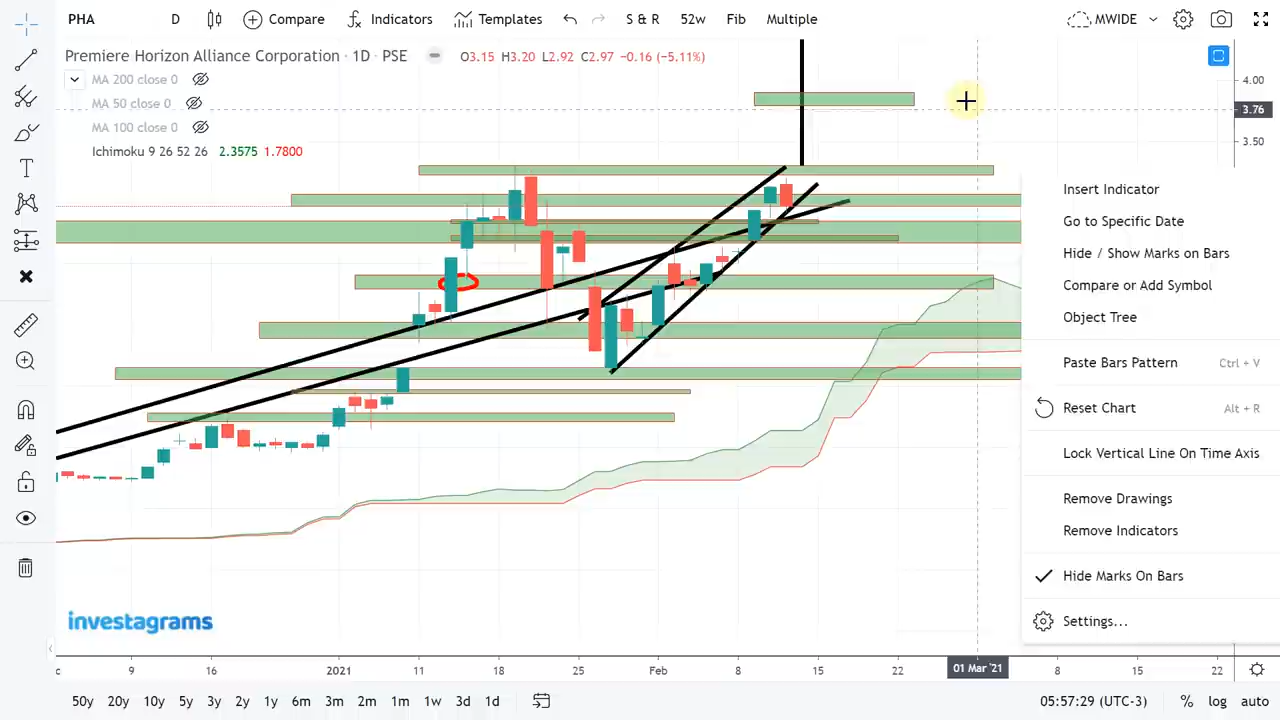 PHA D Compare Indicators Templates S & R 52w Fib Multiple MWIDE
Premiere Horizon Alliance Corporation · 1D · PSE O3.15 H3.20 L2.92 C2.97 −0.16 (−5.11%)
MA 200 close 0
MA 50 close 0
MA 100 close 0
Ichimoku 9 26 52 26 2.3575 1.7800
4.00
3.76
3.50
Insert Indicator
Go to Specific Date
Hide / Show Marks on Bars
Compare or Add Symbol
Object Tree
Paste Bars Pattern Ctrl + V
Reset Chart Alt + R
Lock Vertical Line On Time Axis
Remove Drawings
Remove Indicators
Hide Marks On Bars
Settings...
investagrams
c 9 16 2021 11 18 25 Feb 8 15 22 01 Mar '21 8 15 22
50y 20y 10y 5y 3y 2y 1y 6m 3m 2m 1m 1w 3d 1d 05:57:29 (UTC-3) % log auto